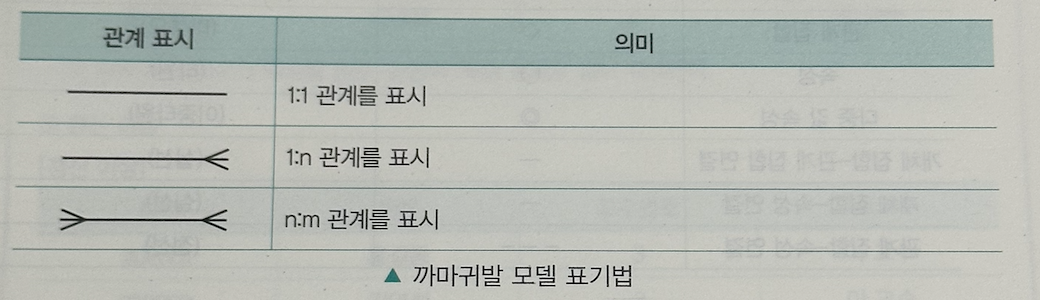 관계 표시 의미
1:1 관계를 표시
1:n 관계를 표시
n:m 관계를 표시
▲ 까마귀발 모델 표기법